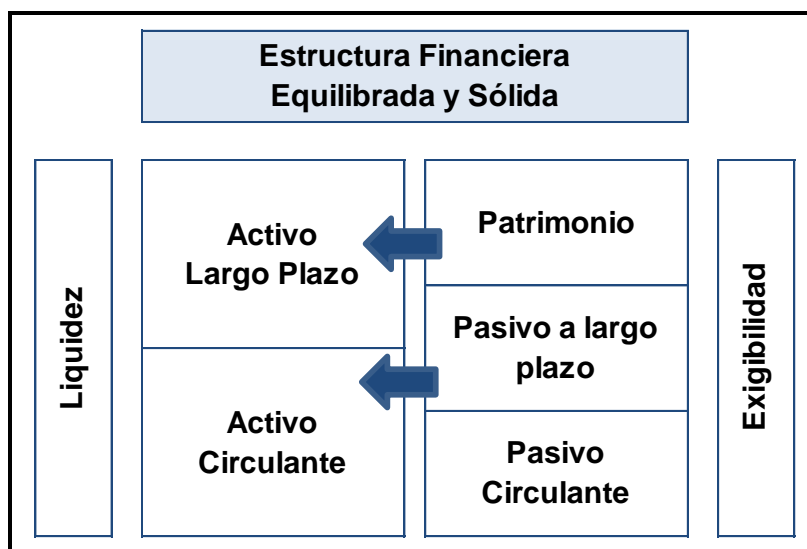 Estructura Financiera
Equilibrada y Sólida
Liquidez
Activo
Largo Plazo
Activo
Circulante
Patrimonio
Pasivo a largo
plazo
Pasivo
Circulante
Exigibilidad